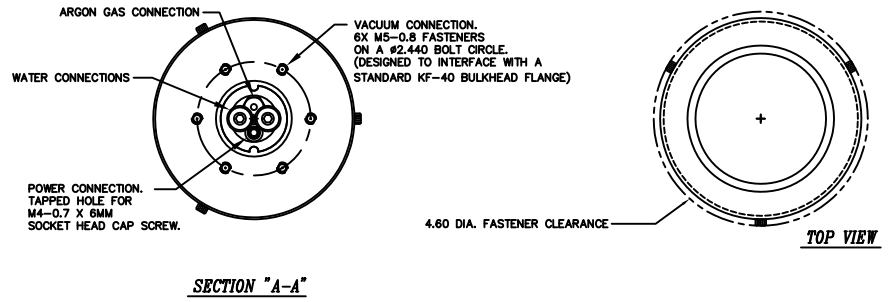 ARGON GAS CONNECTION
VACUUM CONNECTION.
6X M5-0.8 FASTENERS
ON A ø2.440 BOLT CIRCLE.
(DESIGNED TO INTERFACE WITH A
STANDARD KF-40 BULKHEAD FLANGE)
WATER CONNECTIONS
POWER CONNECTION.
TAPPED HOLE FOR
M4-0.7 X 6MM
SOCKET HEAD CAP SCREW.
4.60 DIA. FASTENER CLEARANCE
TOP VIEW
SECTION "A-A"